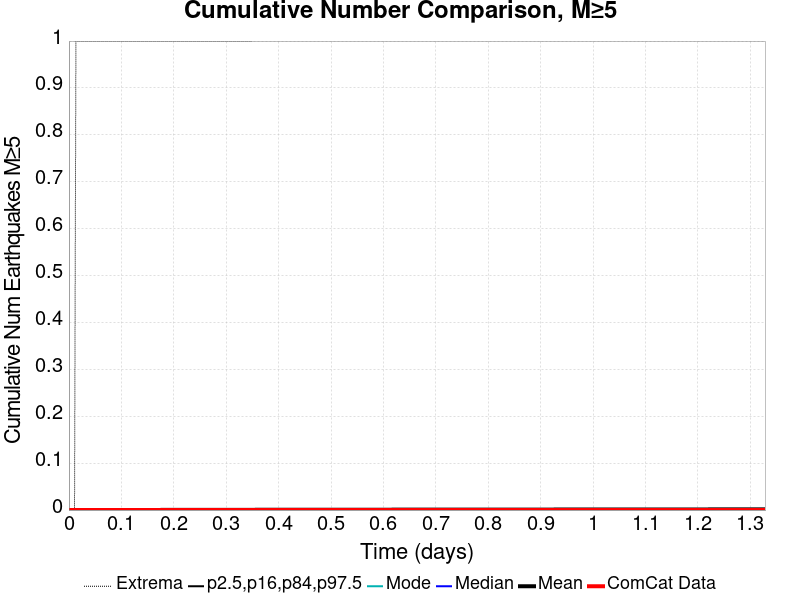 Cumulative Number Comparison, M≥5
Cumulative Num Earthquakes M≥5
1
0.9
0.8
0.7
0.6
0.5
0.4
0.3
0.2
0.1
0
0 0.1 0.2 0.3 0.4 0.5 0.6 0.7 0.8 0.9 1 1.1 1.2 1.3
Time (days)
Extrema p2.5,p16,p84,p97.5 Mode Median Mean ComCat Data